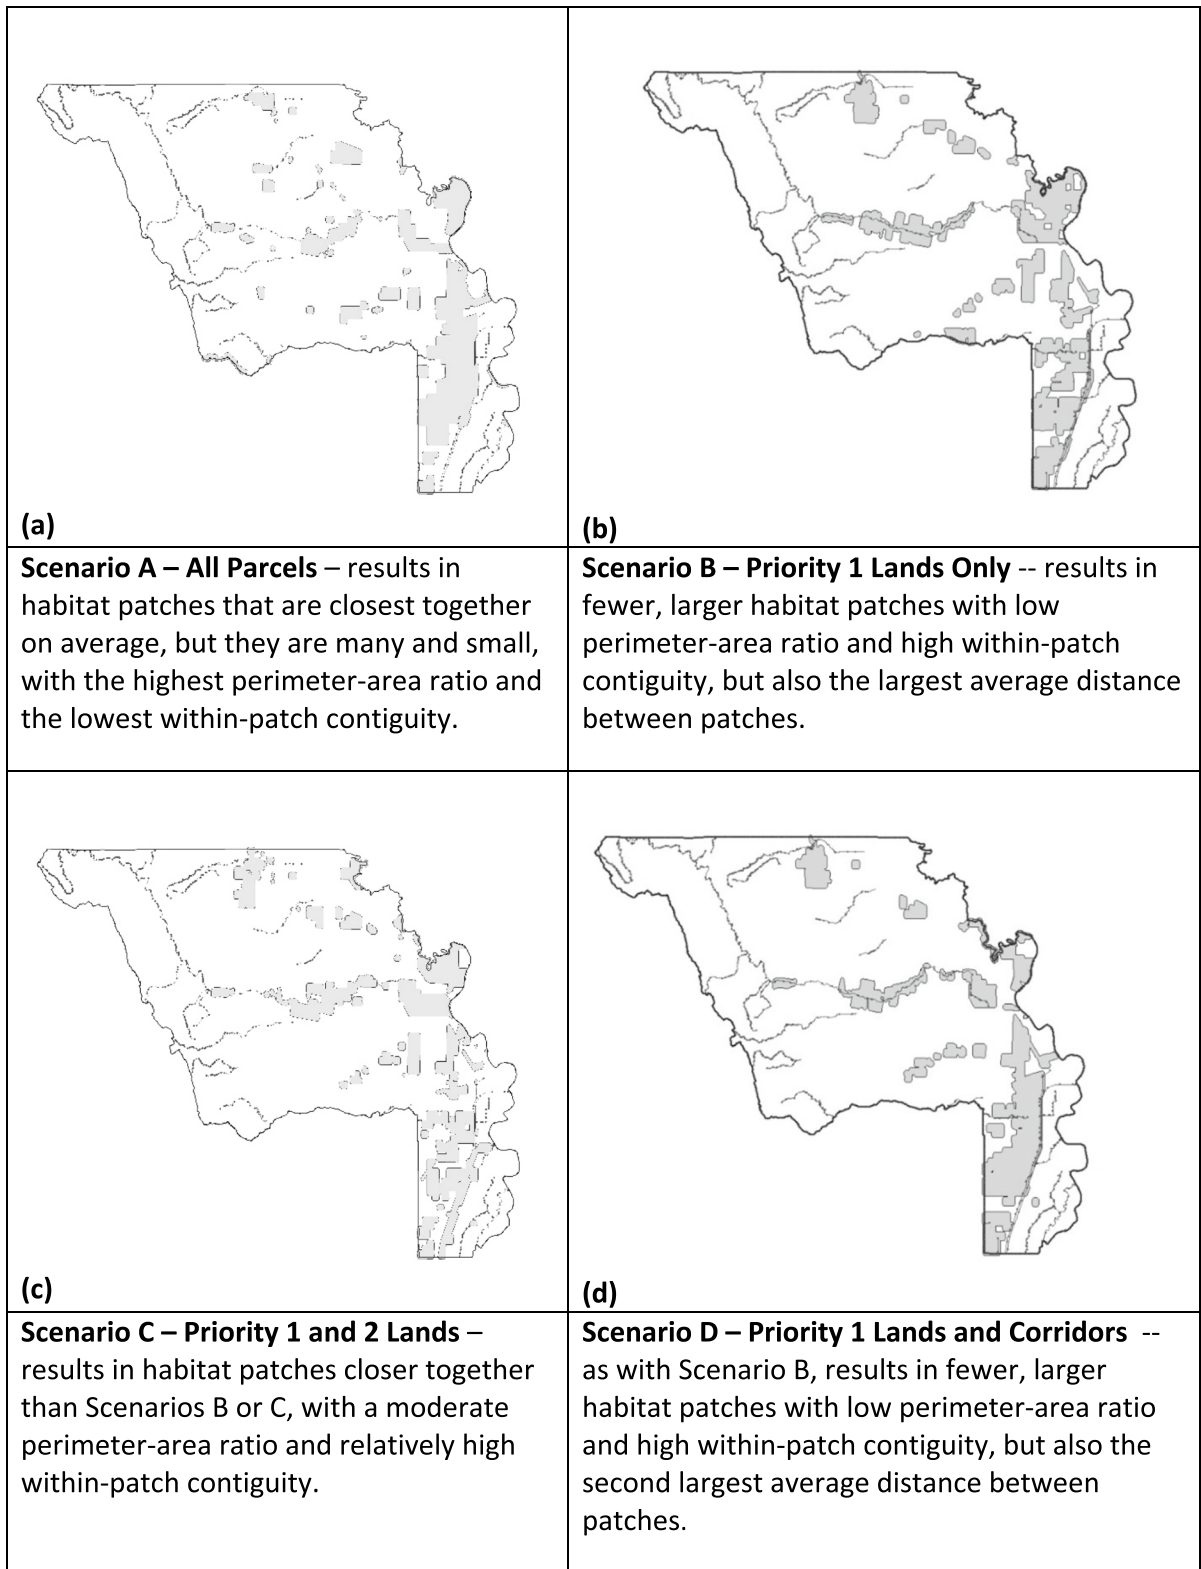 (a)
(b)
Scenario A – All Parcels – results in
habitat patches that are closest together
on average, but they are many and small,
with the highest perimeter-area ratio and
the lowest within-patch contiguity.
Scenario B – Priority 1 Lands Only -- results in
fewer, larger habitat patches with low
perimeter-area ratio and high within-patch
contiguity, but also the largest average distance
between patches.
(c)
(d)
Scenario C – Priority 1 and 2 Lands –
results in habitat patches closer together
than Scenarios B or C, with a moderate
perimeter-area ratio and relatively high
within-patch contiguity.
Scenario D – Priority 1 Lands and Corridors --
as with Scenario B, results in fewer, larger
habitat patches with low perimeter-area ratio
and high within-patch contiguity, but also the
second largest average distance between
patches.